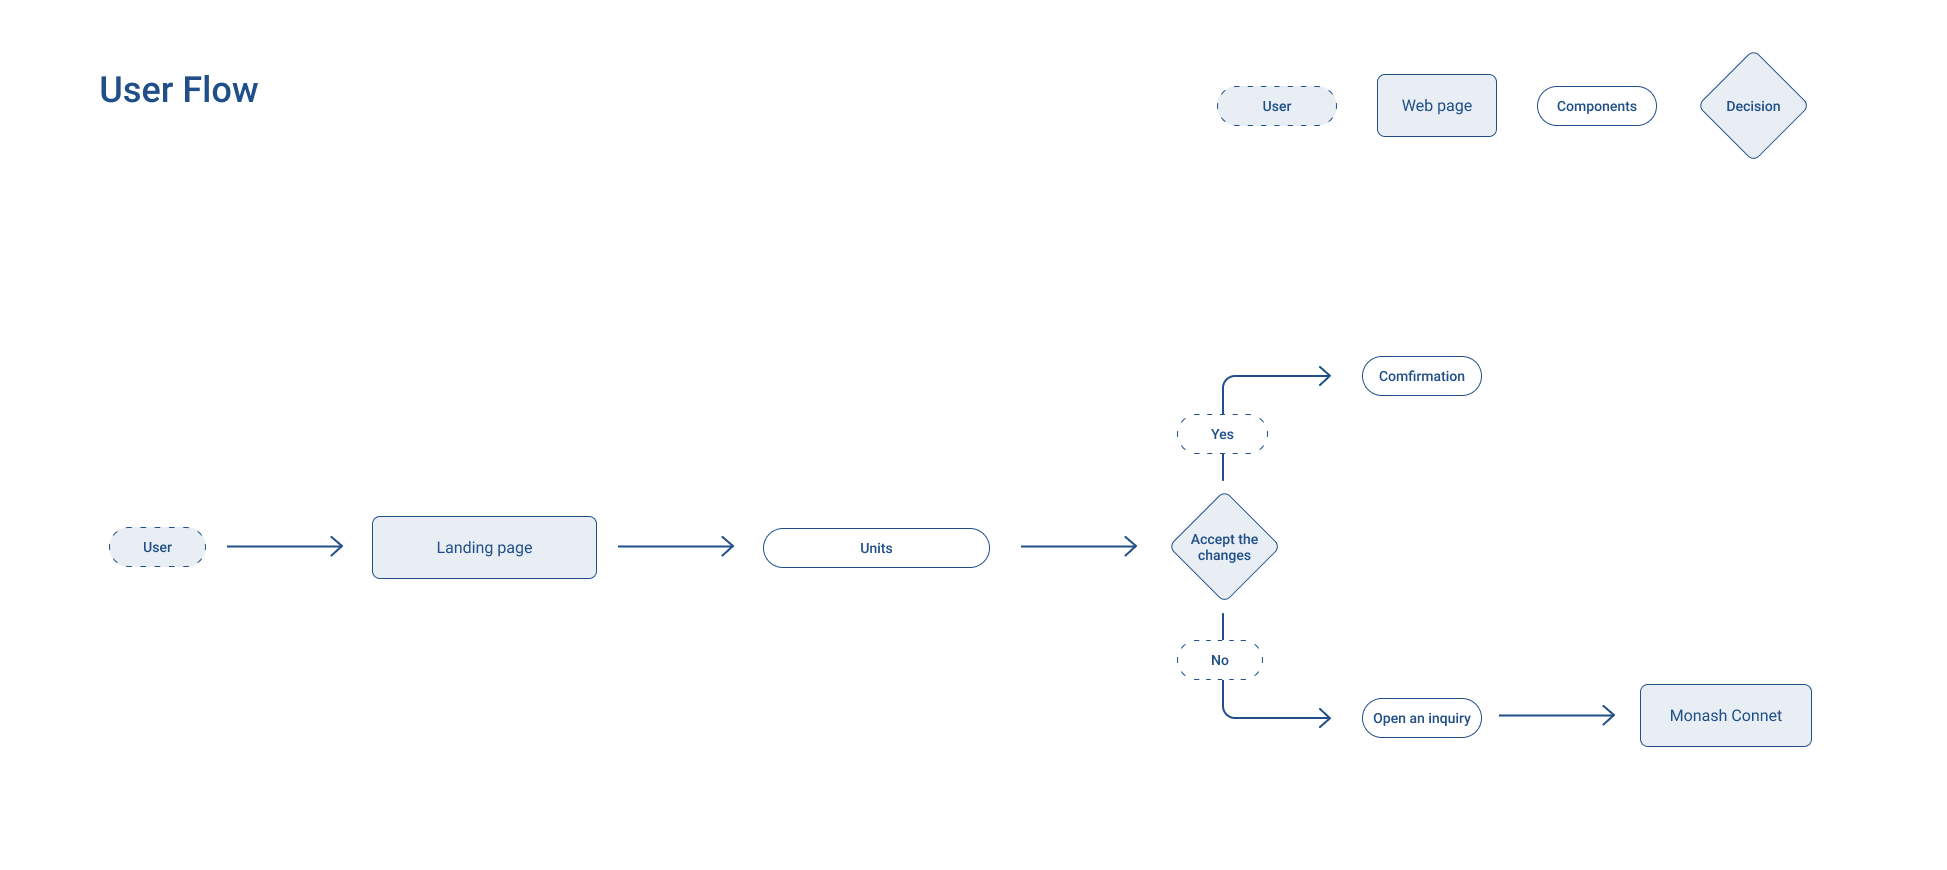 User Flow
User
Web page
Components
Decision
Comfirmation
Yes
User
Landing page
Units
Accept the
changes
No
Open an inquiry
Monash Connet